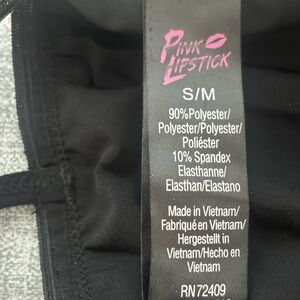 PINK
LIPSTICK
S/M
90%Polyester/
Polyester/Polyester/
Poliéster
10% Spandex
Elasthanne/
Elasthan/Elastano
Made in Vietnam/
Fabriqué en Vietnam/
Hergestellt in
Vietnam/Hecho en
Vietnam
RN72409